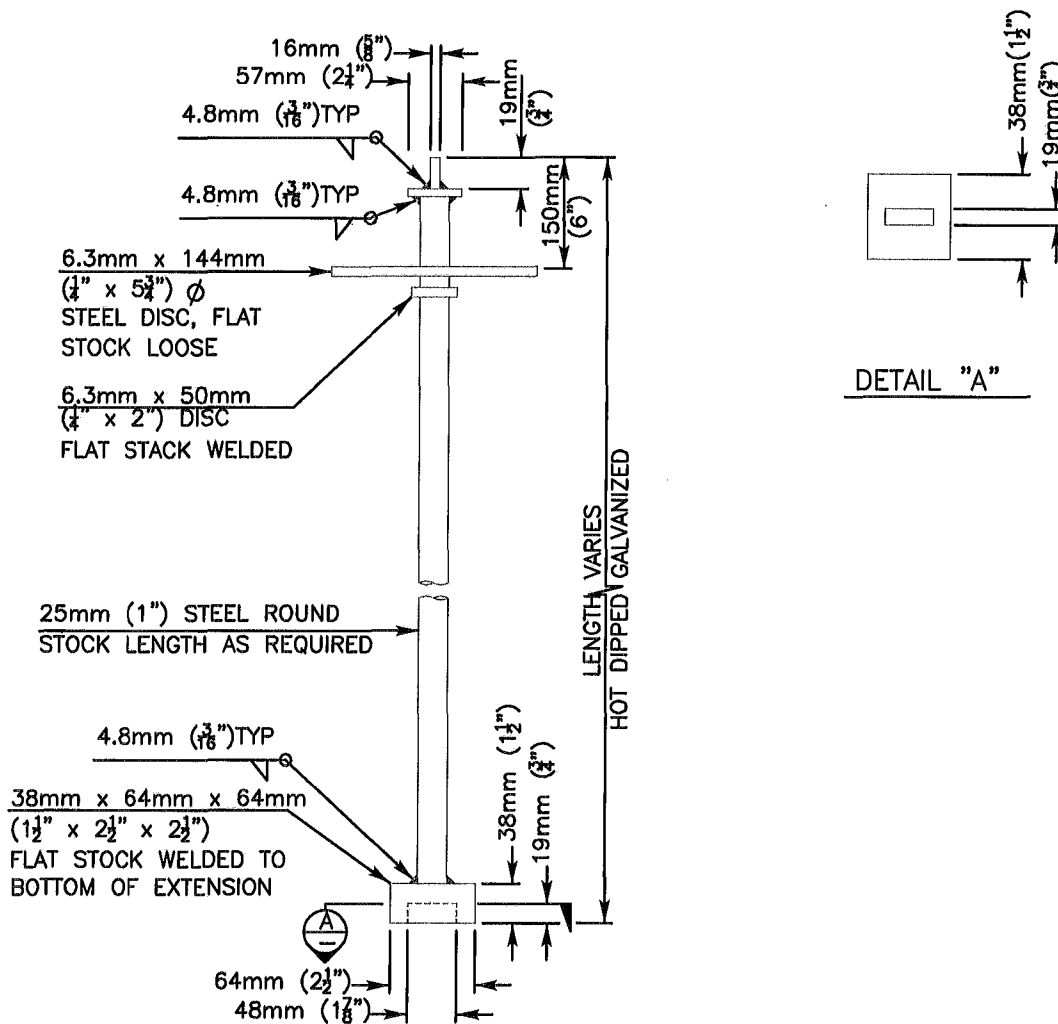 16mm (5/8")
57mm (2 1/4")
19mm
(3/4")
4.8mm (3/16")TYP
4.8mm (3/16")TYP
150mm
(6")
6.3mm x 144mm
(1/4" x 5 3/4") Ø
STEEL DISC, FLAT
STOCK LOOSE
6.3mm x 50mm
(1/4" x 2") DISC
FLAT STACK WELDED
25mm (1") STEEL ROUND
STOCK LENGTH AS REQUIRED
LENGTH VARIES
HOT DIPPED GALVANIZED
4.8mm (3/16")TYP
38mm x 64mm x 64mm
(1 1/2" x 2 1/2" x 2 1/2")
FLAT STOCK WELDED TO
BOTTOM OF EXTENSION
38mm (1 1/2")
19mm (3/4")
A
–
64mm (2 1/2")
48mm (1 7/8")
38mm(1 1/2")
19mm(3/4")
DETAIL "A"